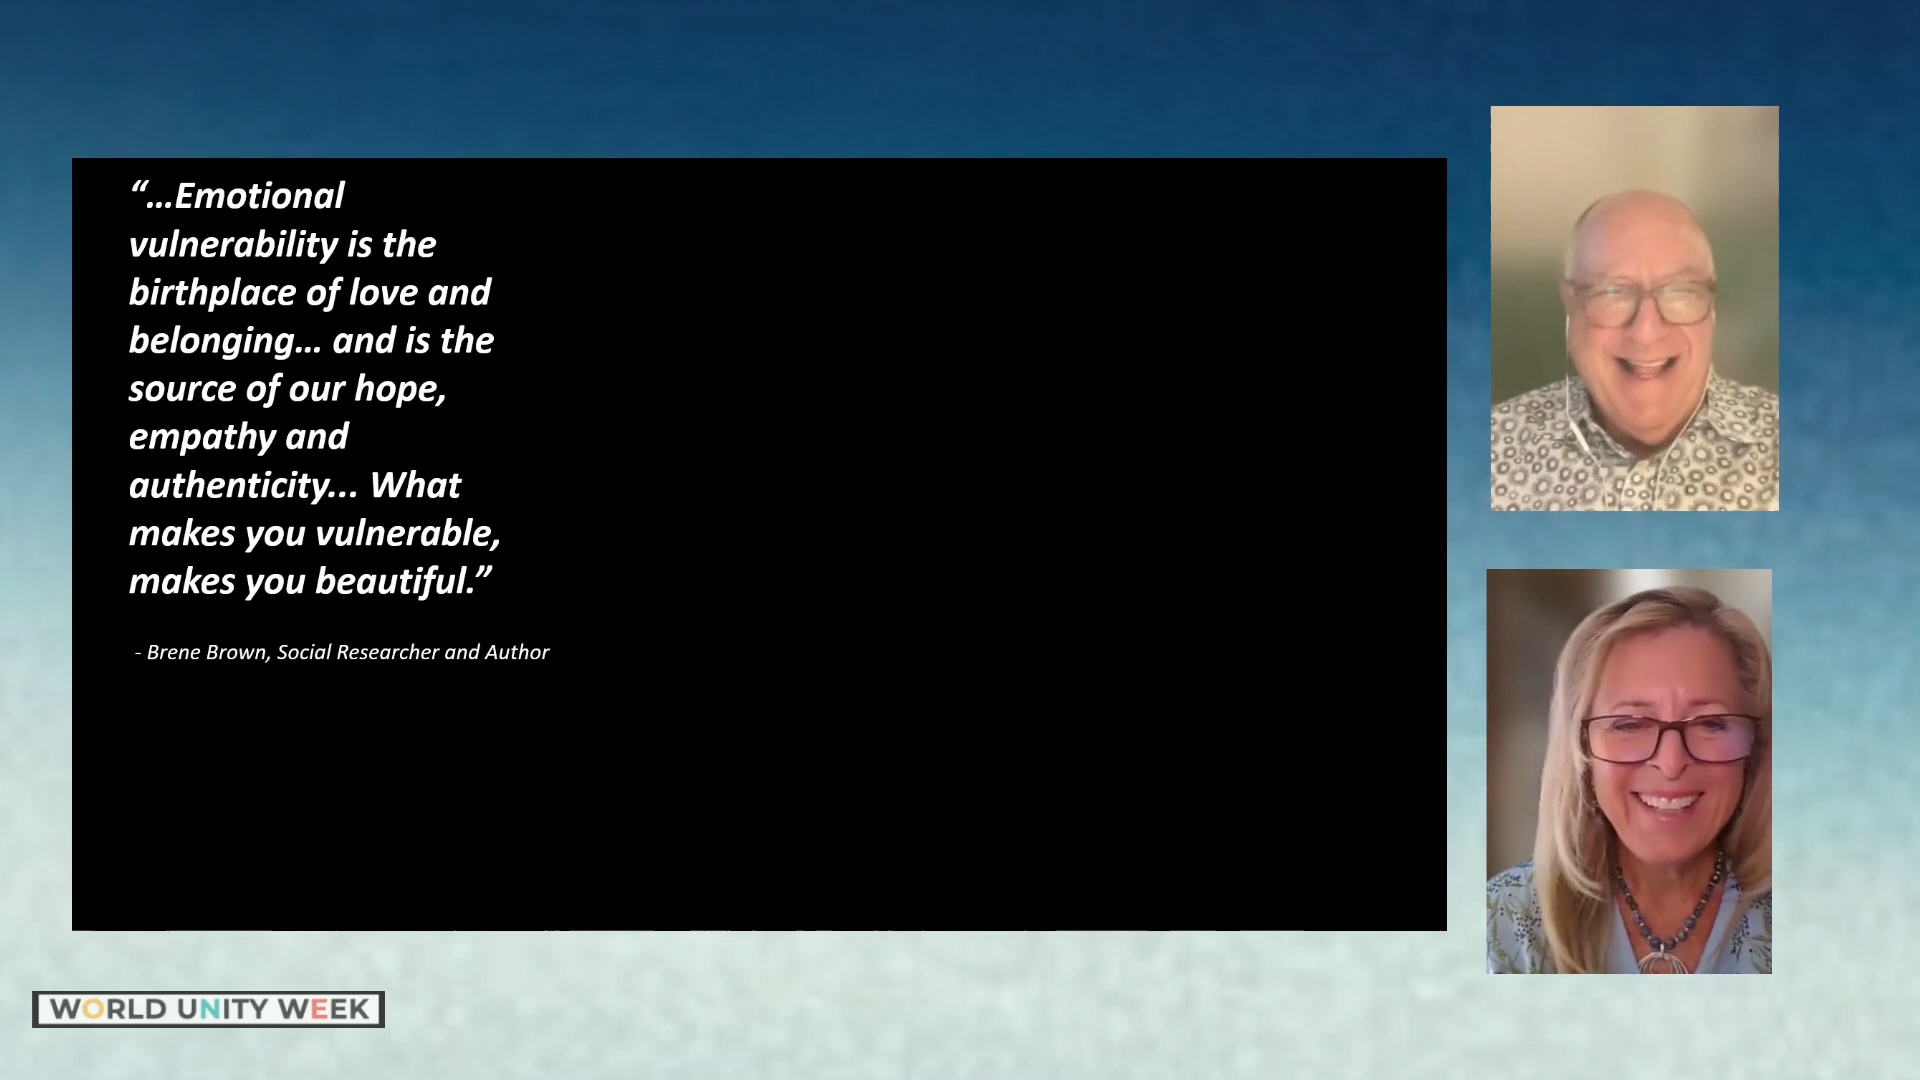 “...Emotional
vulnerability is the
birthplace of love and
belonging... and is the
source of our hope,
empathy and
authenticity... What
makes you vulnerable,
makes you beautiful.”
- Brene Brown, Social Researcher and Author
WORLD UNITY WEEK